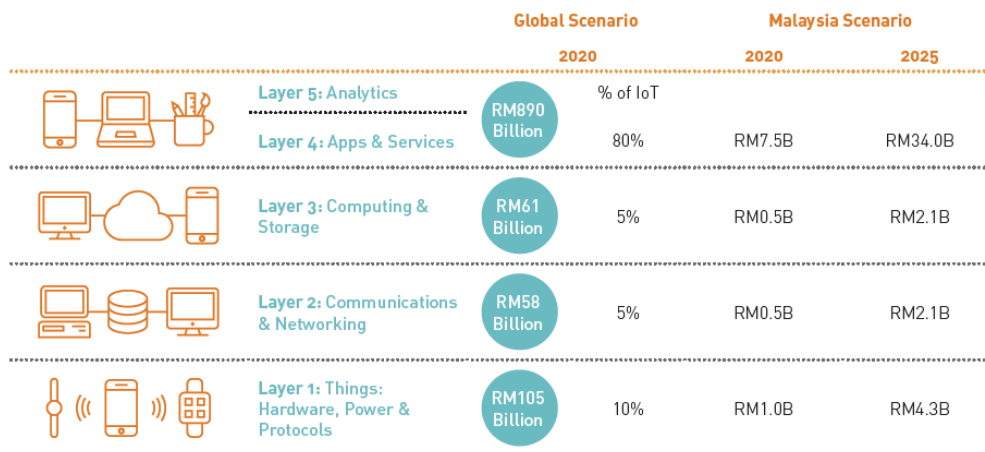 Global Scenario Malaysia Scenario
2020 2020 2025
Layer 5: Analytics
% of IoT
RM890
Billion
Layer 4: Apps & Services 80% RM7.5B RM34.0B
Layer 3: Computing &
Storage
RM61
Billion
5% RM0.5B RM2.1B
Layer 2: Communications
& Networking
RM58
Billion
5% RM0.5B RM2.1B
Layer 1: Things:
Hardware, Power &
Protocols
RM105
Billion
10% RM1.0B RM4.3B